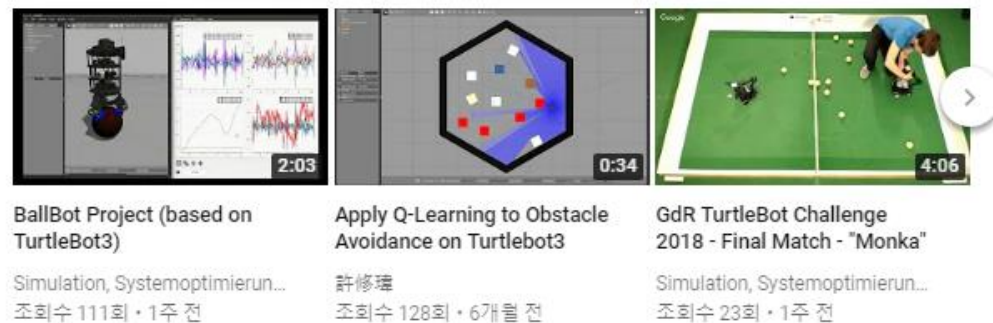 Google
2:03
0:34
4:06
BallBot Project (based on
TurtleBot3)
Simulation, Systemoptimierun...
조회수 111회 • 1주 전
Apply Q-Learning to Obstacle
Avoidance on Turtlebot3
許修瑋
조회수 128회 • 6개월 전
GdR TurtleBot Challenge
2018 - Final Match - "Monka"
Simulation, Systemoptimierun...
조회수 23회 • 1주 전